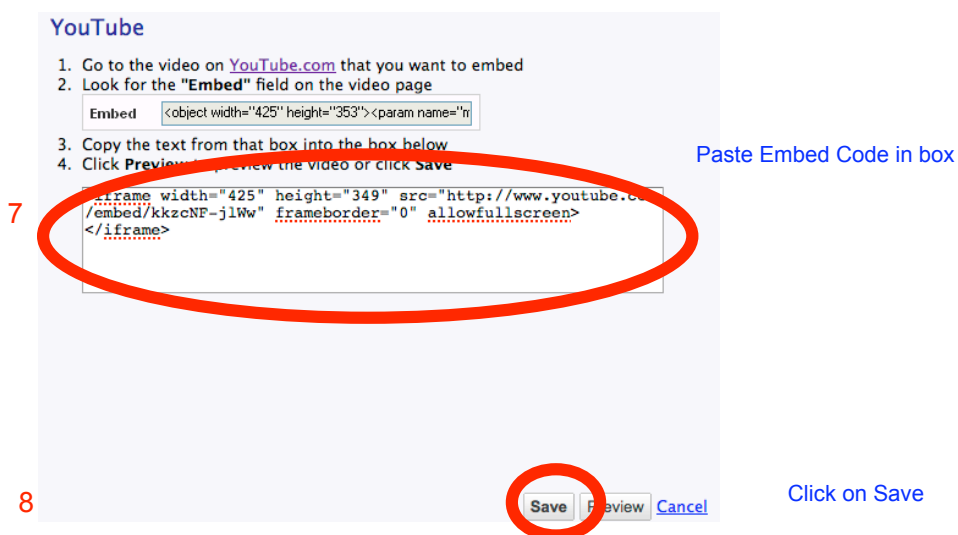 YouTube
1. Go to the video on YouTube.com that you want to embed
2. Look for the "Embed" field on the video page
Embed <object width="425" height="353"><param name="m
3. Copy the text from that box into the box below
4. Click Preview to preview the video or click Save
Paste Embed Code in box
7
iframe width="425" height="349" src="http://www.youtube.co
/embed/kkzcNF-jlWw" frameborder="0" allowfullscreen>
</iframe>
8
Save Preview Cancel
Click on Save